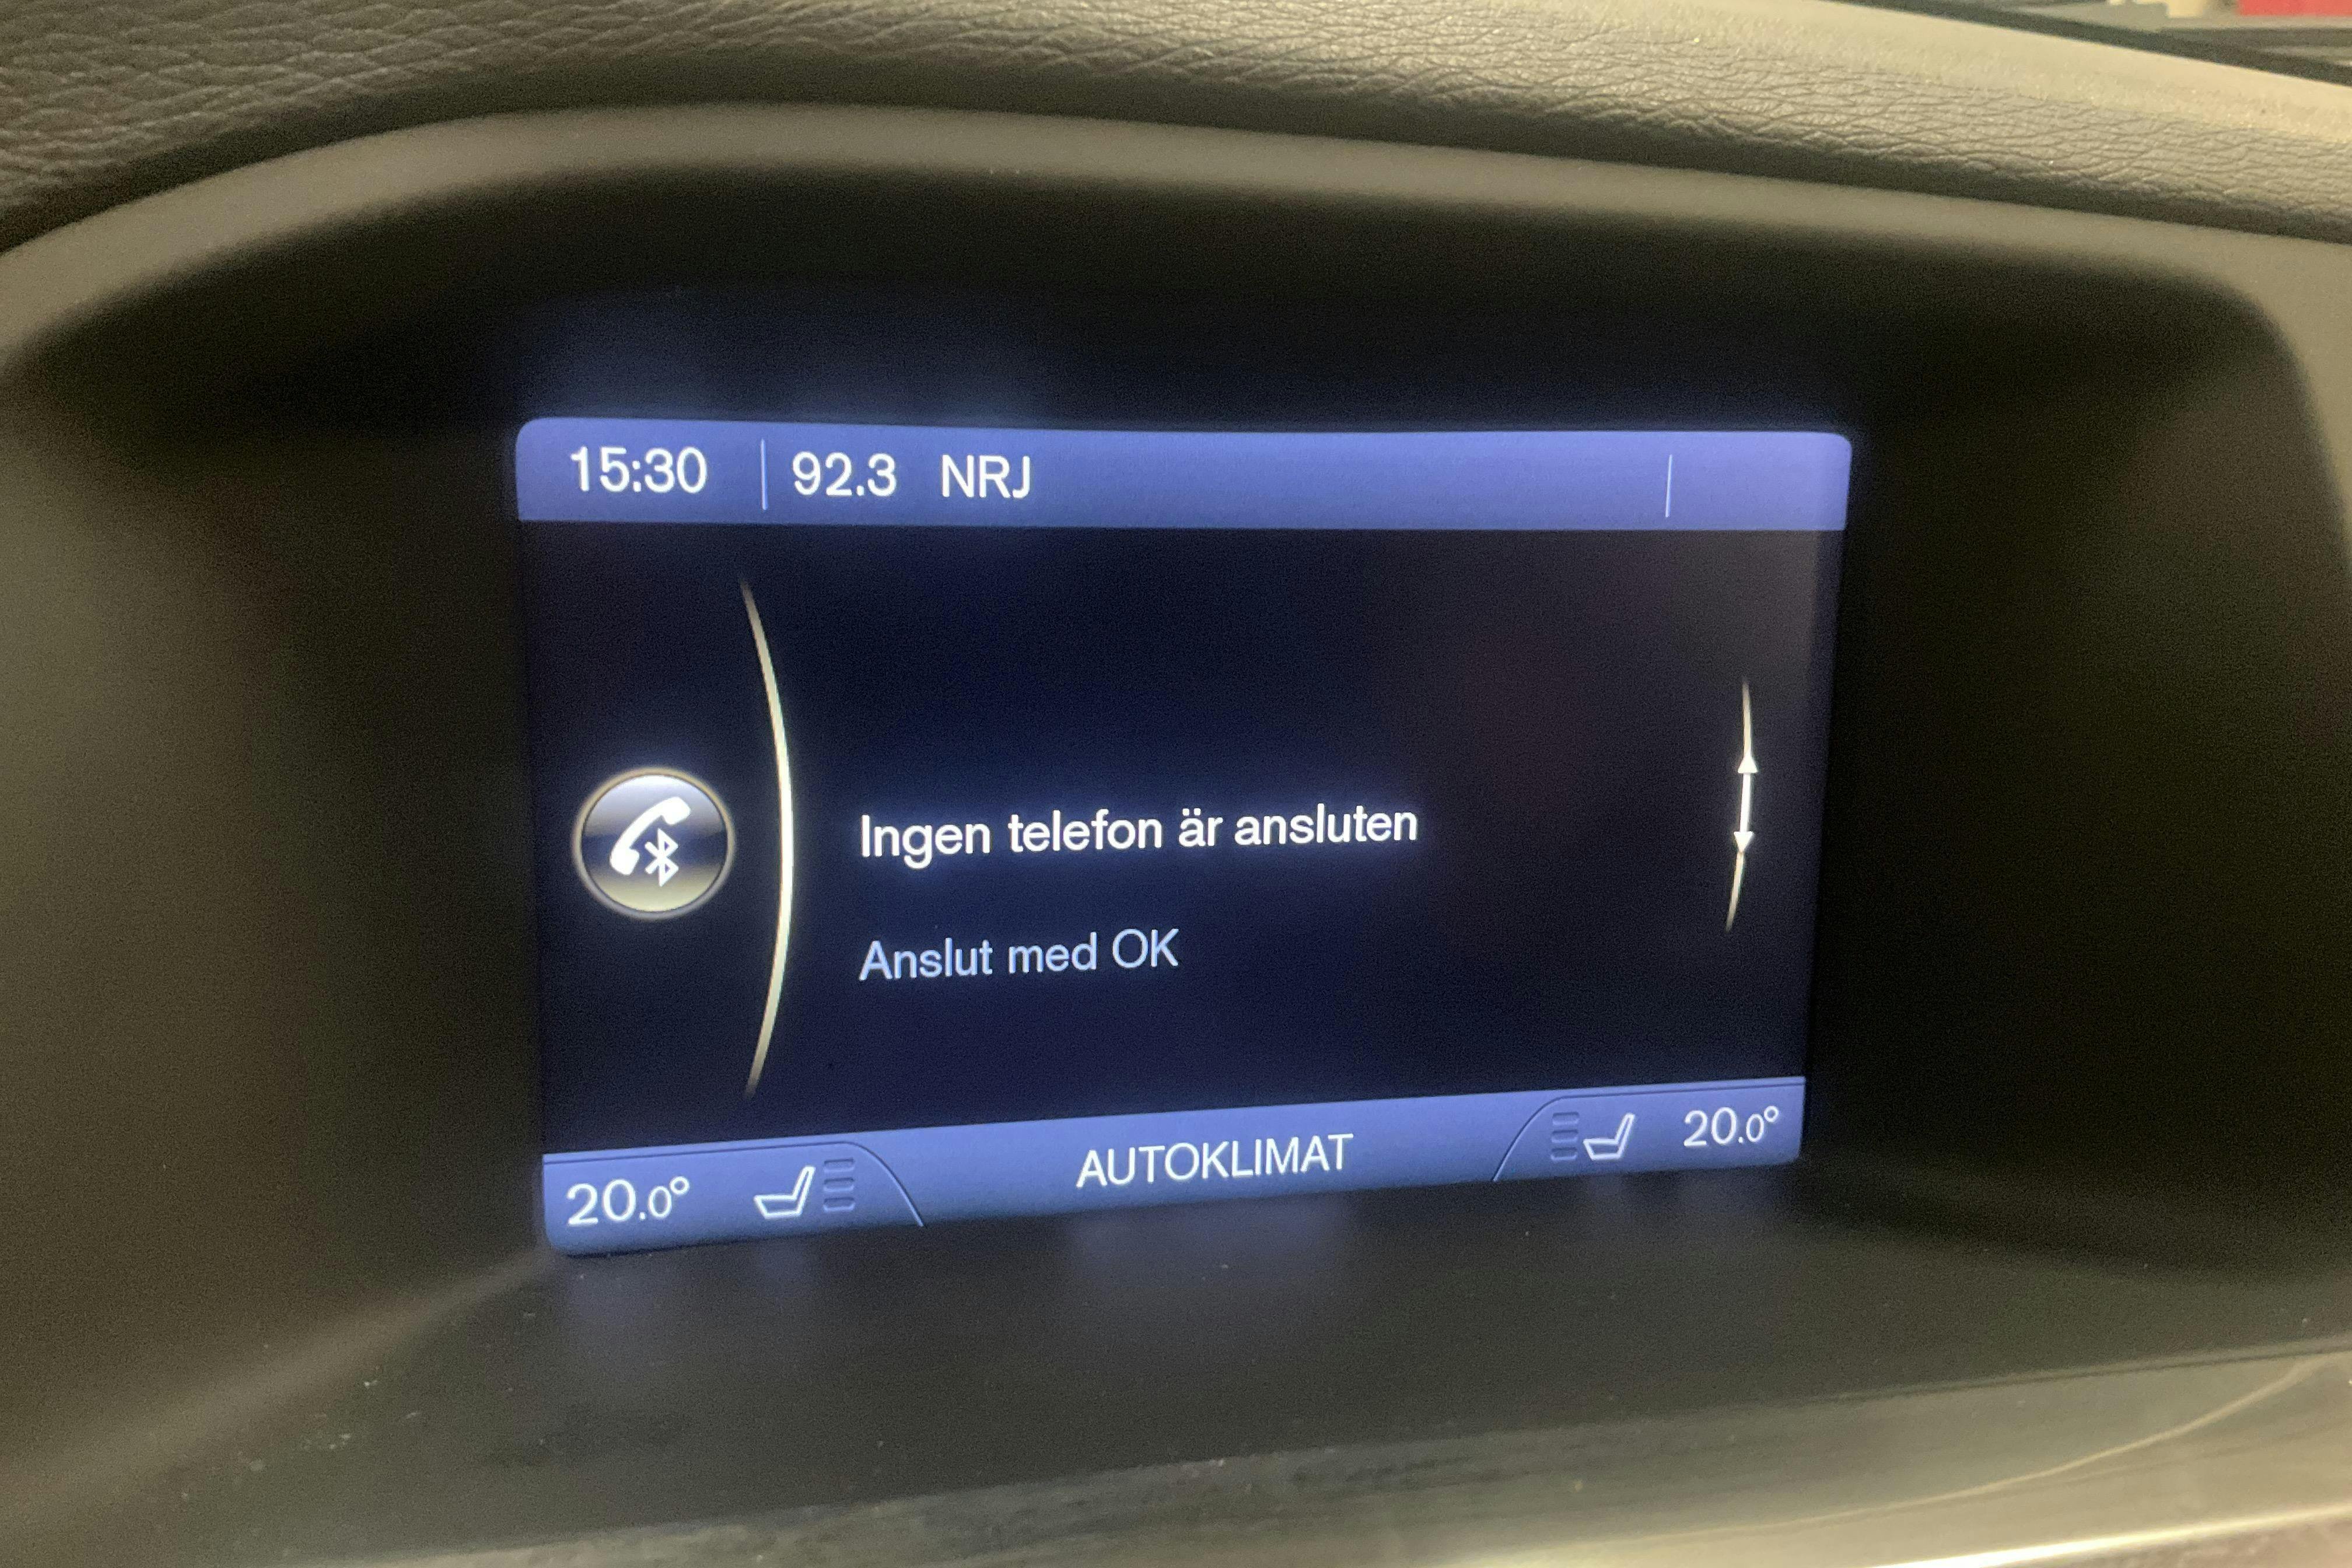 15:30 92.3 NRJ
Ingen telefon är ansluten
Anslut med OK
20.0° AUTOKLIMAT 20.0°